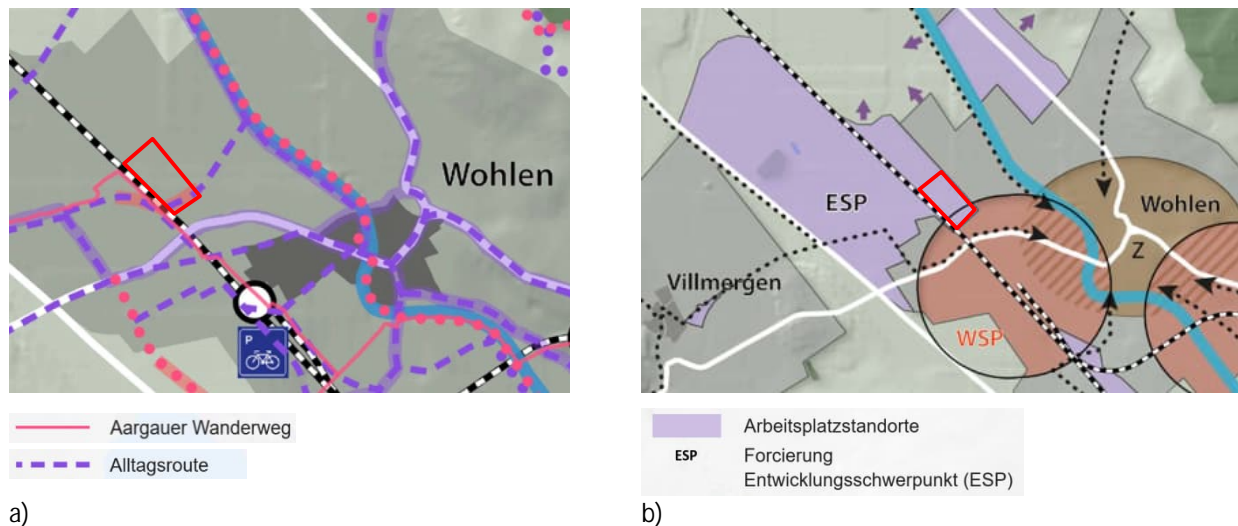 Wohlen
P
Aargauer Wanderweg
Alltagsroute
a)
ESP
Wohlen
Z
Villmergen
WSP
Arbeitsplatzstandorte
ESP Forcierung
Entwicklungsschwerpunkt (ESP)
b)